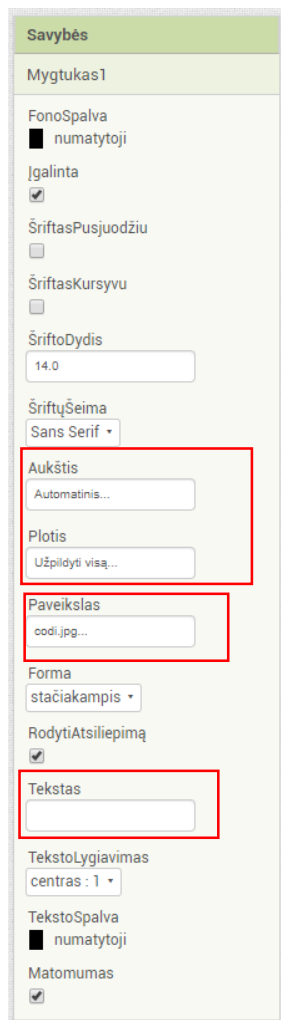 Savybės
Mygtukas1
FonoSpalva
numatytoji
Įgalinta
ŠriftasPusjuodžiu
ŠriftasKursyvu
ŠriftoDydis
14.0
ŠriftųŠeima
Sans Serif
Aukštis
Automatinis...
Plotis
Užpildyti visą...
Paveikslas
codi.jpg...
Forma
stačiakampis
RodytiAtsiliepimą
Tekstas
TekstoLygiavimas
centras : 1
TekstoSpalva
numatytoji
Matomumas